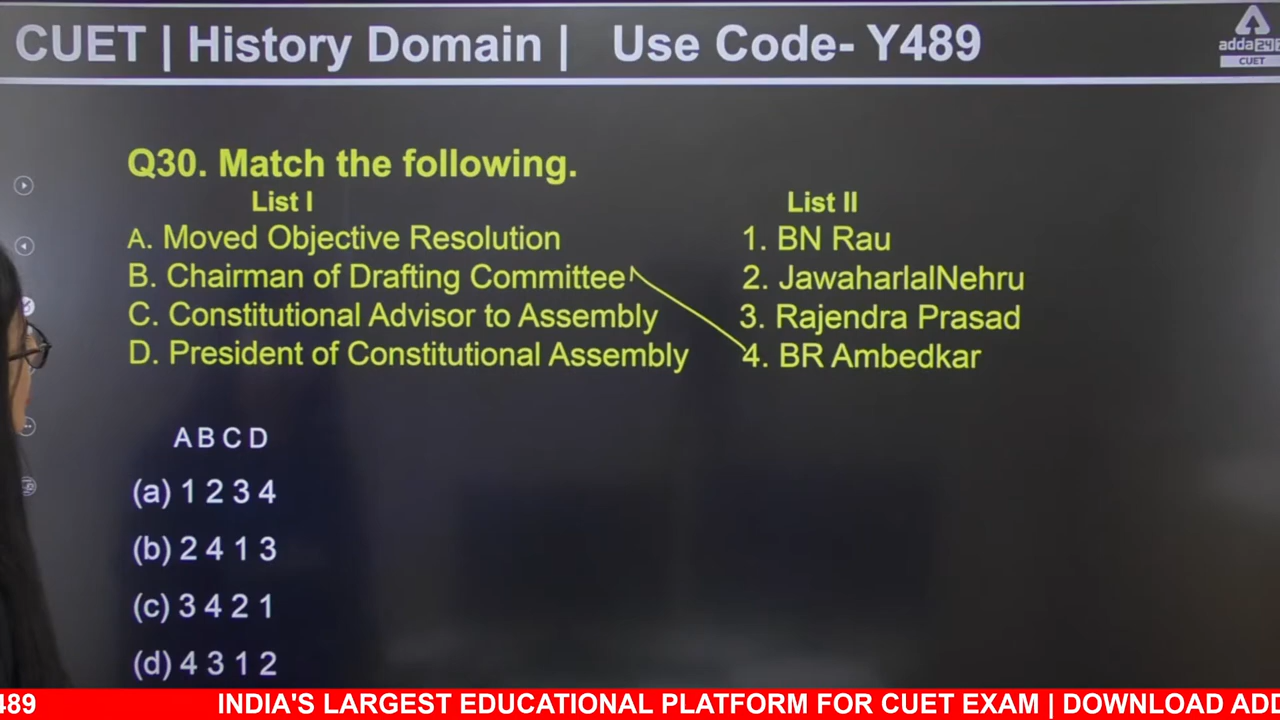 CUET | History Domain | Use Code- Y489
adda247
CUET
Q30. Match the following.
List I List II
A. Moved Objective Resolution 1. BN Rau
B. Chairman of Drafting Committee 2. JawaharlalNehru
C. Constitutional Advisor to Assembly 3. Rajendra Prasad
D. President of Constitutional Assembly 4. BR Ambedkar
A B C D
(a) 1 2 3 4
(b) 2 4 1 3
(c) 3 4 2 1
(d) 4 3 1 2
489 INDIA'S LARGEST EDUCATIONAL PLATFORM FOR CUET EXAM | DOWNLOAD ADD